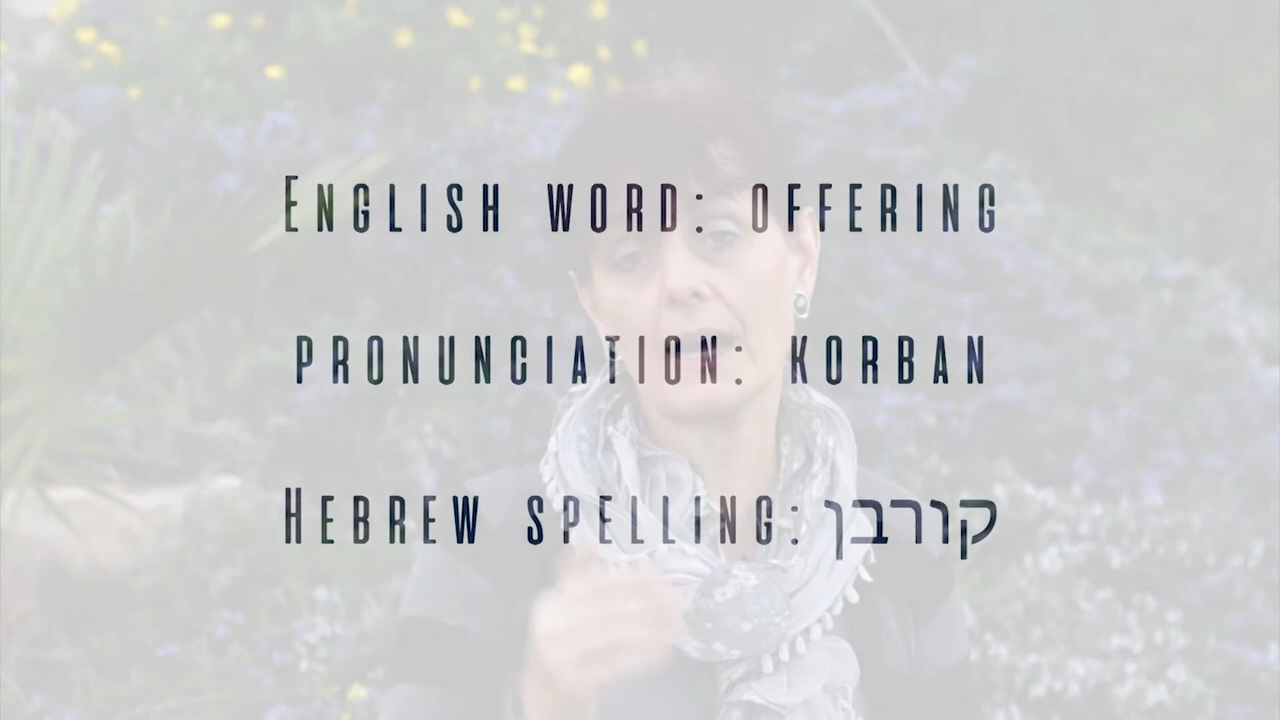 English word: offering
pronunciation: korban
Hebrew spelling: קורבן